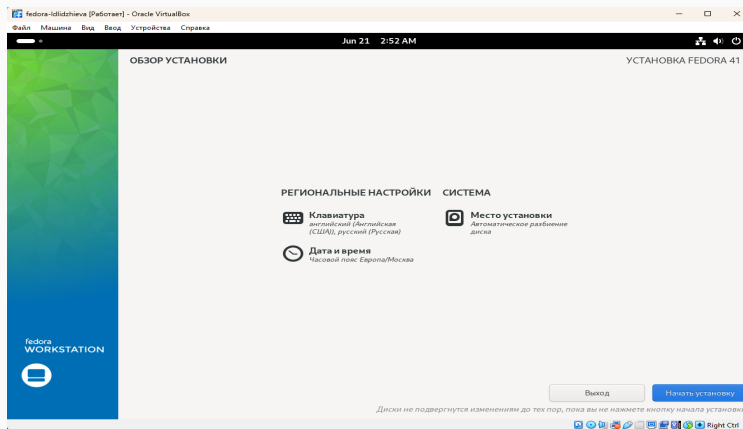 fedora-ldlidzhieva [Работает] - Oracle VirtualBox
Файл Машина Вид Ввод Устройства Справка
Jun 21 2:52 AM
ОБЗОР УСТАНОВКИ
УСТАНОВКА FEDORA 41
РЕГИОНАЛЬНЫЕ НАСТРОЙКИ
СИСТЕМА
Клавиатура
английский (Английская
(США)), русский (Русская)
Место установки
Автоматическое разбиение
диска
Дата и время
Часовой пояс Европа/Москва
fedora
WORKSTATION
Выход
Начать установку
Диски не подвергнутся изменениям до тех пор, пока вы не нажмете кнопку начала установки
Right Ctrl